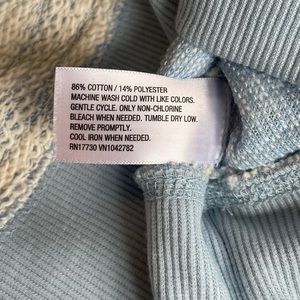 86% COTTON / 14% POLYESTER
MACHINE WASH COLD WITH LIKE COLORS.
GENTLE CYCLE. ONLY NON-CHLORINE
BLEACH WHEN NEEDED. TUMBLE DRY LOW.
REMOVE PROMPTLY.
COOL IRON WHEN NEEDED.
RN17730 VN1042782